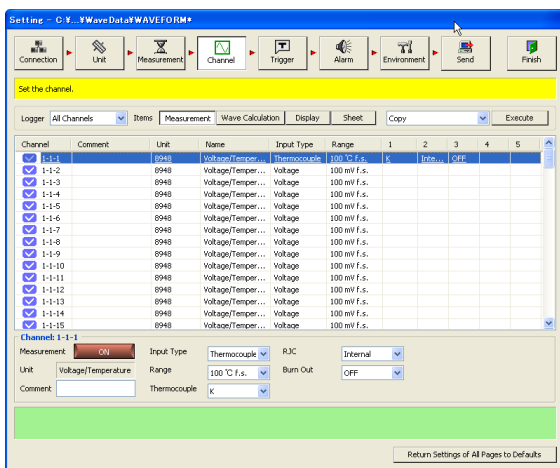 Setting - C:¥...¥WaveData¥WAVEFORM*
Connection Unit Measurement Channel Trigger Alarm Environment Send Finish
Set the channel.
Logger All Channels Items Measurement Wave Calculation Display Sheet Copy Execute
Channel Comment Unit Name Input Type Range 1 2 3 4 5
1-1-1 8948 Voltage/Temper... Thermocouple 100 ℃ f.s. K Inte... OFF
1-1-2 8948 Voltage/Temper... Voltage 100 mV f.s.
1-1-3 8948 Voltage/Temper... Voltage 100 mV f.s.
1-1-4 8948 Voltage/Temper... Voltage 100 mV f.s.
1-1-5 8948 Voltage/Temper... Voltage 100 mV f.s.
1-1-6 8948 Voltage/Temper... Voltage 100 mV f.s.
1-1-7 8948 Voltage/Temper... Voltage 100 mV f.s.
1-1-8 8948 Voltage/Temper... Voltage 100 mV f.s.
1-1-9 8948 Voltage/Temper... Voltage 100 mV f.s.
1-1-10 8948 Voltage/Temper... Voltage 100 mV f.s.
1-1-11 8948 Voltage/Temper... Voltage 100 mV f.s.
1-1-12 8948 Voltage/Temper... Voltage 100 mV f.s.
1-1-13 8948 Voltage/Temper... Voltage 100 mV f.s.
1-1-14 8948 Voltage/Temper... Voltage 100 mV f.s.
1-1-15 8948 Voltage/Temper... Voltage 100 mV f.s.
Channel: 1-1-1
Measurement ON Input Type Thermocouple RJC Internal
Unit Voltage/Temperature Range 100 ℃ f.s. Burn Out OFF
Comment Thermocouple K
Return Settings of All Pages to Defaults